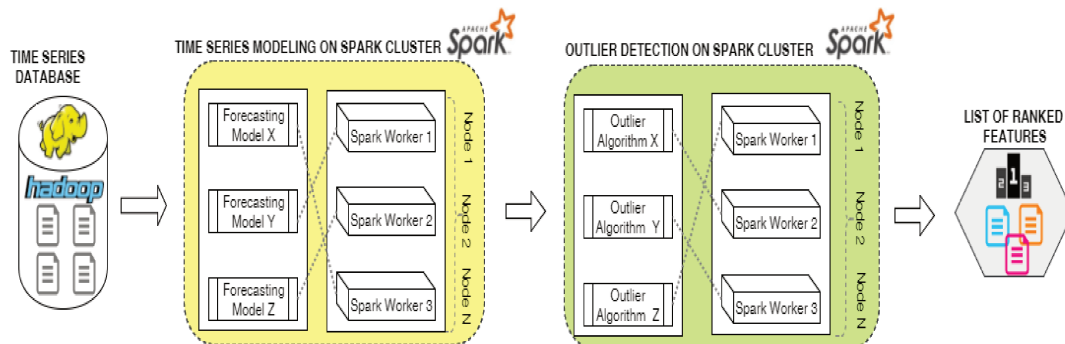 TIME SERIES
DATABASE
hadoop
TIME SERIES MODELING ON SPARK CLUSTER
APACHE
Spark
Forecasting
Model X
Forecasting
Model Y
Forecasting
Model Z
Spark Worker 1
Spark Worker 2
Spark Worker 3
Node 1
Node 2
Node N
OUTLIER DETECTION ON SPARK CLUSTER
APACHE
Spark
Outlier
Algorithm X
Outlier
Algorithm Y
Outlier
Algorithm Z
Spark Worker 1
Spark Worker 2
Spark Worker 3
Node 1
Node 2
Node N
LIST OF RANKED
FEATURES
2 1 3